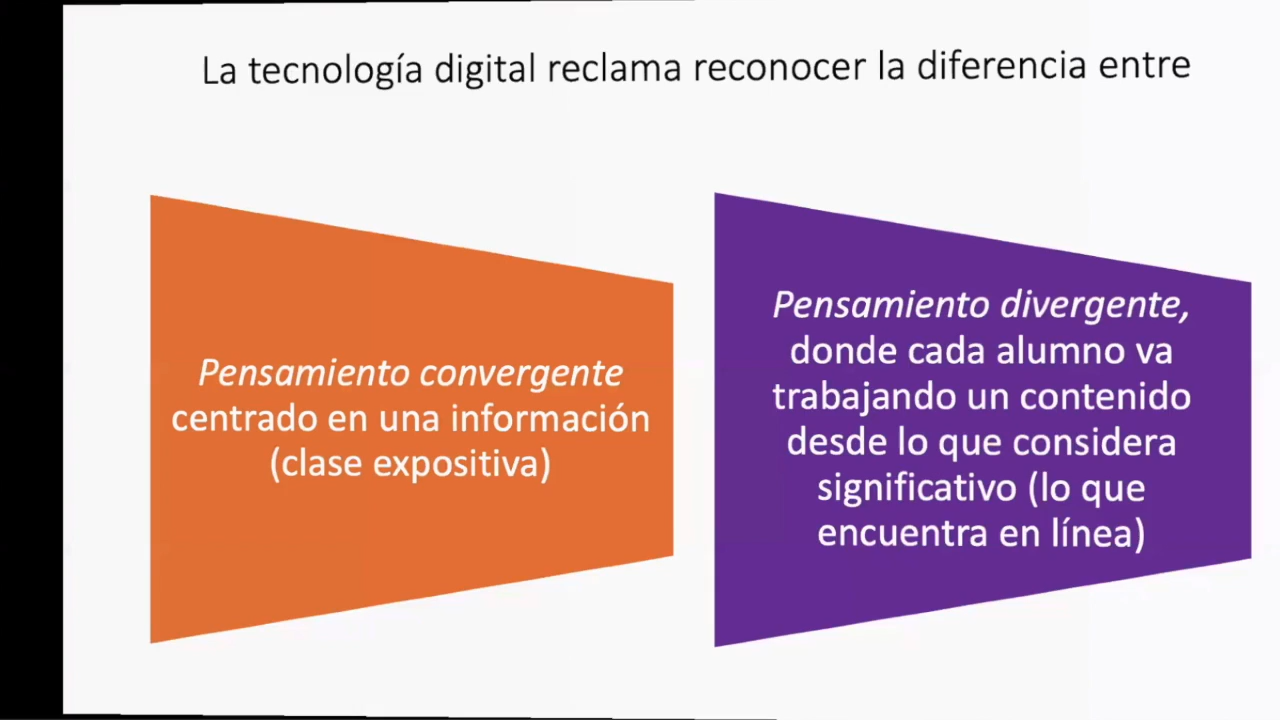 La tecnología digital reclama reconocer la diferencia entre
Pensamiento convergente
centrado en una información
(clase expositiva)
Pensamiento divergente,
donde cada alumno va
trabajando un contenido
desde lo que considera
significativo (lo que
encuentra en línea)